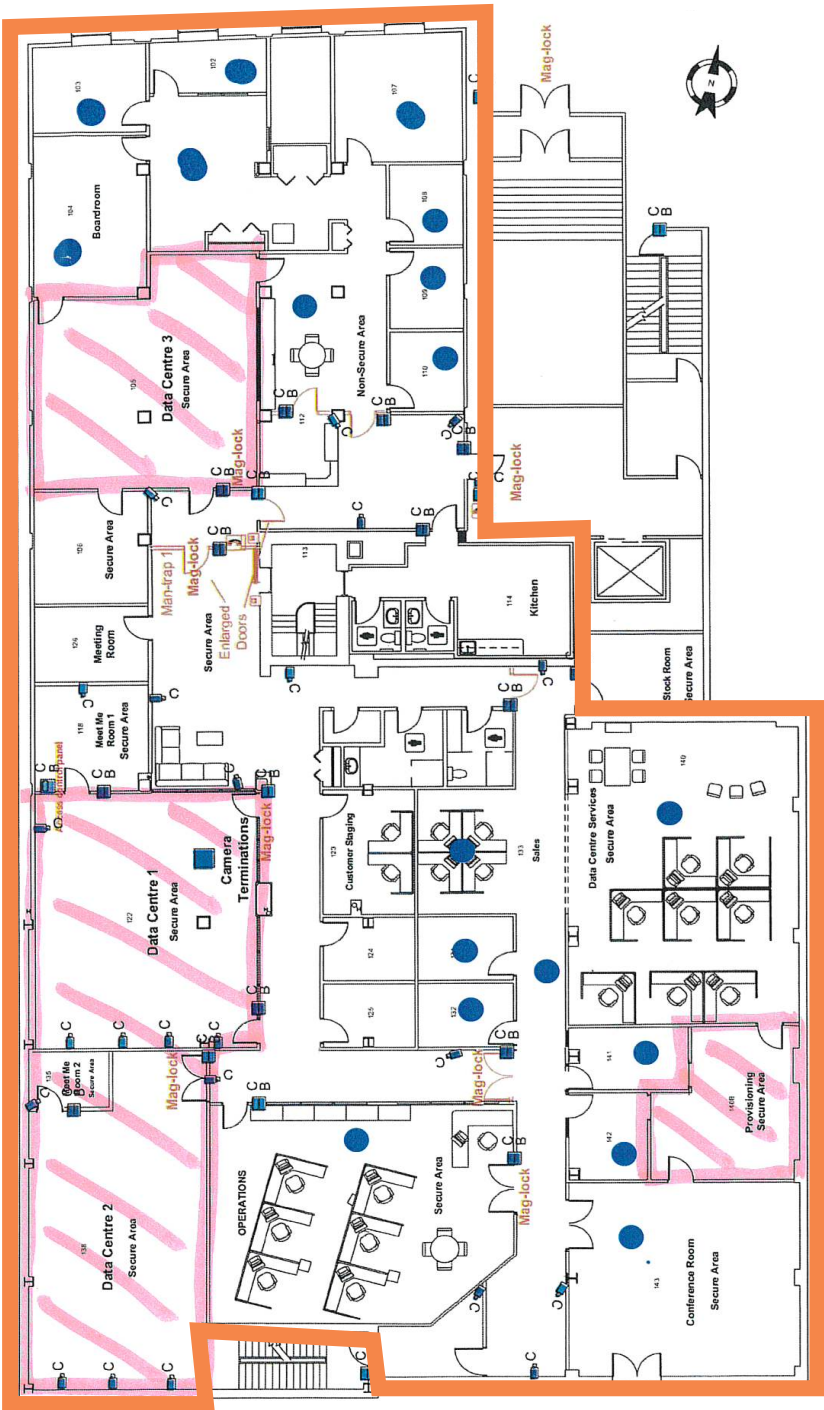 103
102
107
Mag-lock
N
104
Boardroom
108
C
B
109
105
Data Centre 3
Secure Area
Non-Secure Area
110
C
B
112
C
B
C
C
B
Mag-lock
C
B
C
Mag-lock
C
C
B
C
B
106
Secure Area
Man-trap 1
Mag-lock
Enlarged
Doors
Secure Area
113
114
Kitchen
126
Meeting
Room
C
C
C
C
B
Stock Room
Secure Area
118
Meet Me
Room 1
Secure Area
C
B
C
B
C
C
B
Mag-lock
Camera
Terminations
122
Data Centre 1
Secure Area
123
Customer Staging
133
Sales
140
Data Centre Services
Secure Area
124
125
132
C
C
C
C
C
B
C
B
135
Meet Me
Room 2
Secure Area
Mag-lock
C
B
C
C
B
Mag-lock
141
142
140B
Provisioning
Secure Area
138
Data Centre 2
Secure Area
OPERATIONS
Secure Area
C
B
Mag-lock
143
Conference Room
Secure Area
C
C
C
C
C
C
C